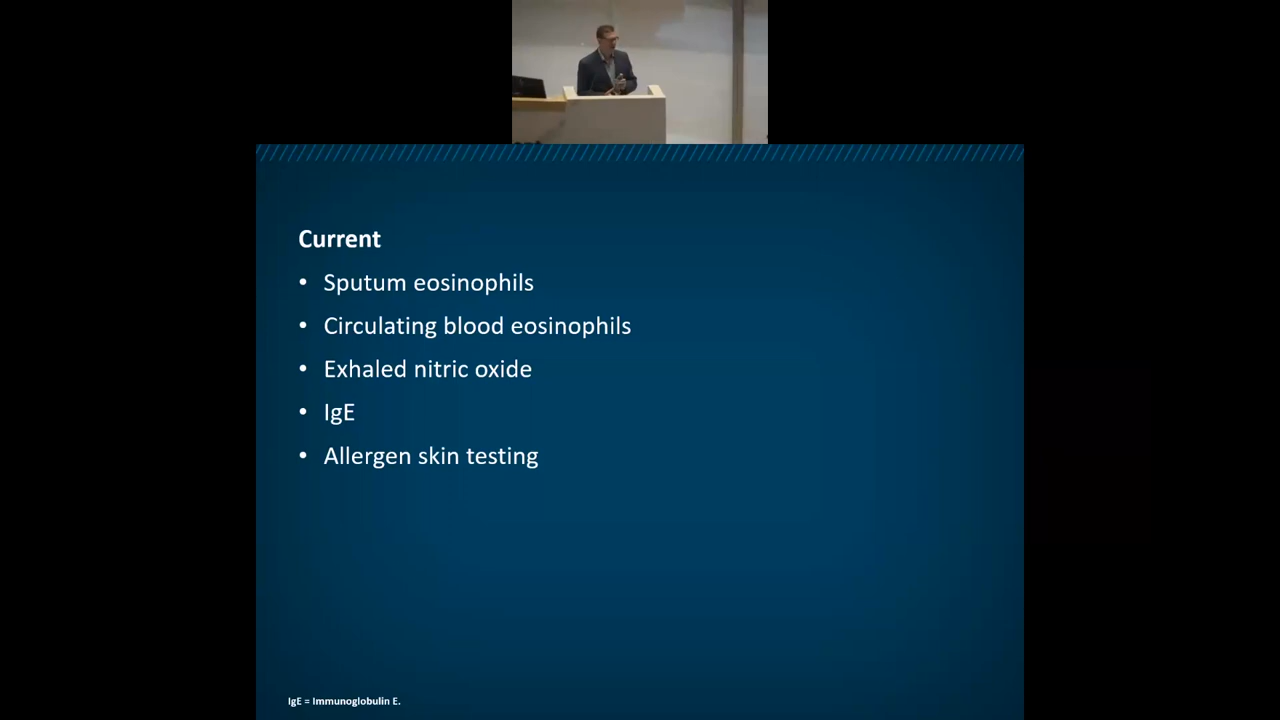 Current
• Sputum eosinophils
• Circulating blood eosinophils
• Exhaled nitric oxide
• IgE
• Allergen skin testing
IgE = Immunoglobulin E.